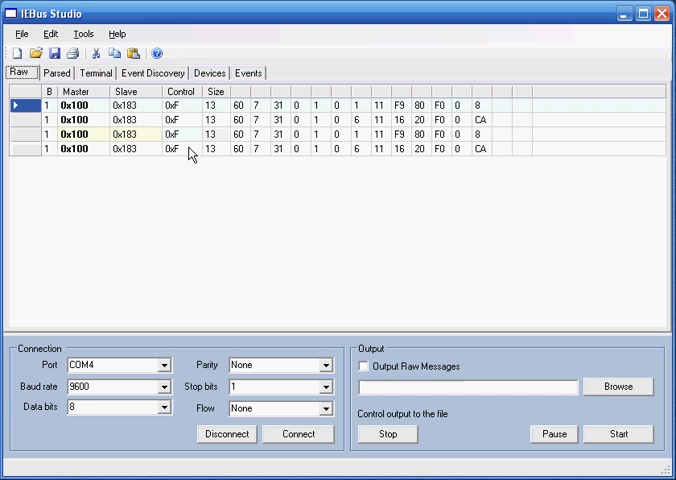 IEBus Studio
File Edit Tools Help
Raw Parsed Terminal Event Discovery Devices Events
B Master Slave Control Size
1 0x100 0x183 0xF 13 60 7 31 0 1 0 1 11 F9 80 F0 0 8
1 0x100 0x183 0xF 13 60 7 31 0 1 0 6 11 16 20 F0 0 CA
1 0x100 0x183 0xF 13 60 7 31 0 1 0 1 11 F9 80 F0 0 8
1 0x100 0x183 0xF 13 60 7 31 0 1 0 6 11 16 20 F0 0 CA
Connection
Port COM4 Parity None
Baud rate 9600 Stop bits 1
Data bits 8 Flow None
Disconnect Connect
Output
Output Raw Messages
Browse
Control output to the file
Stop Pause Start